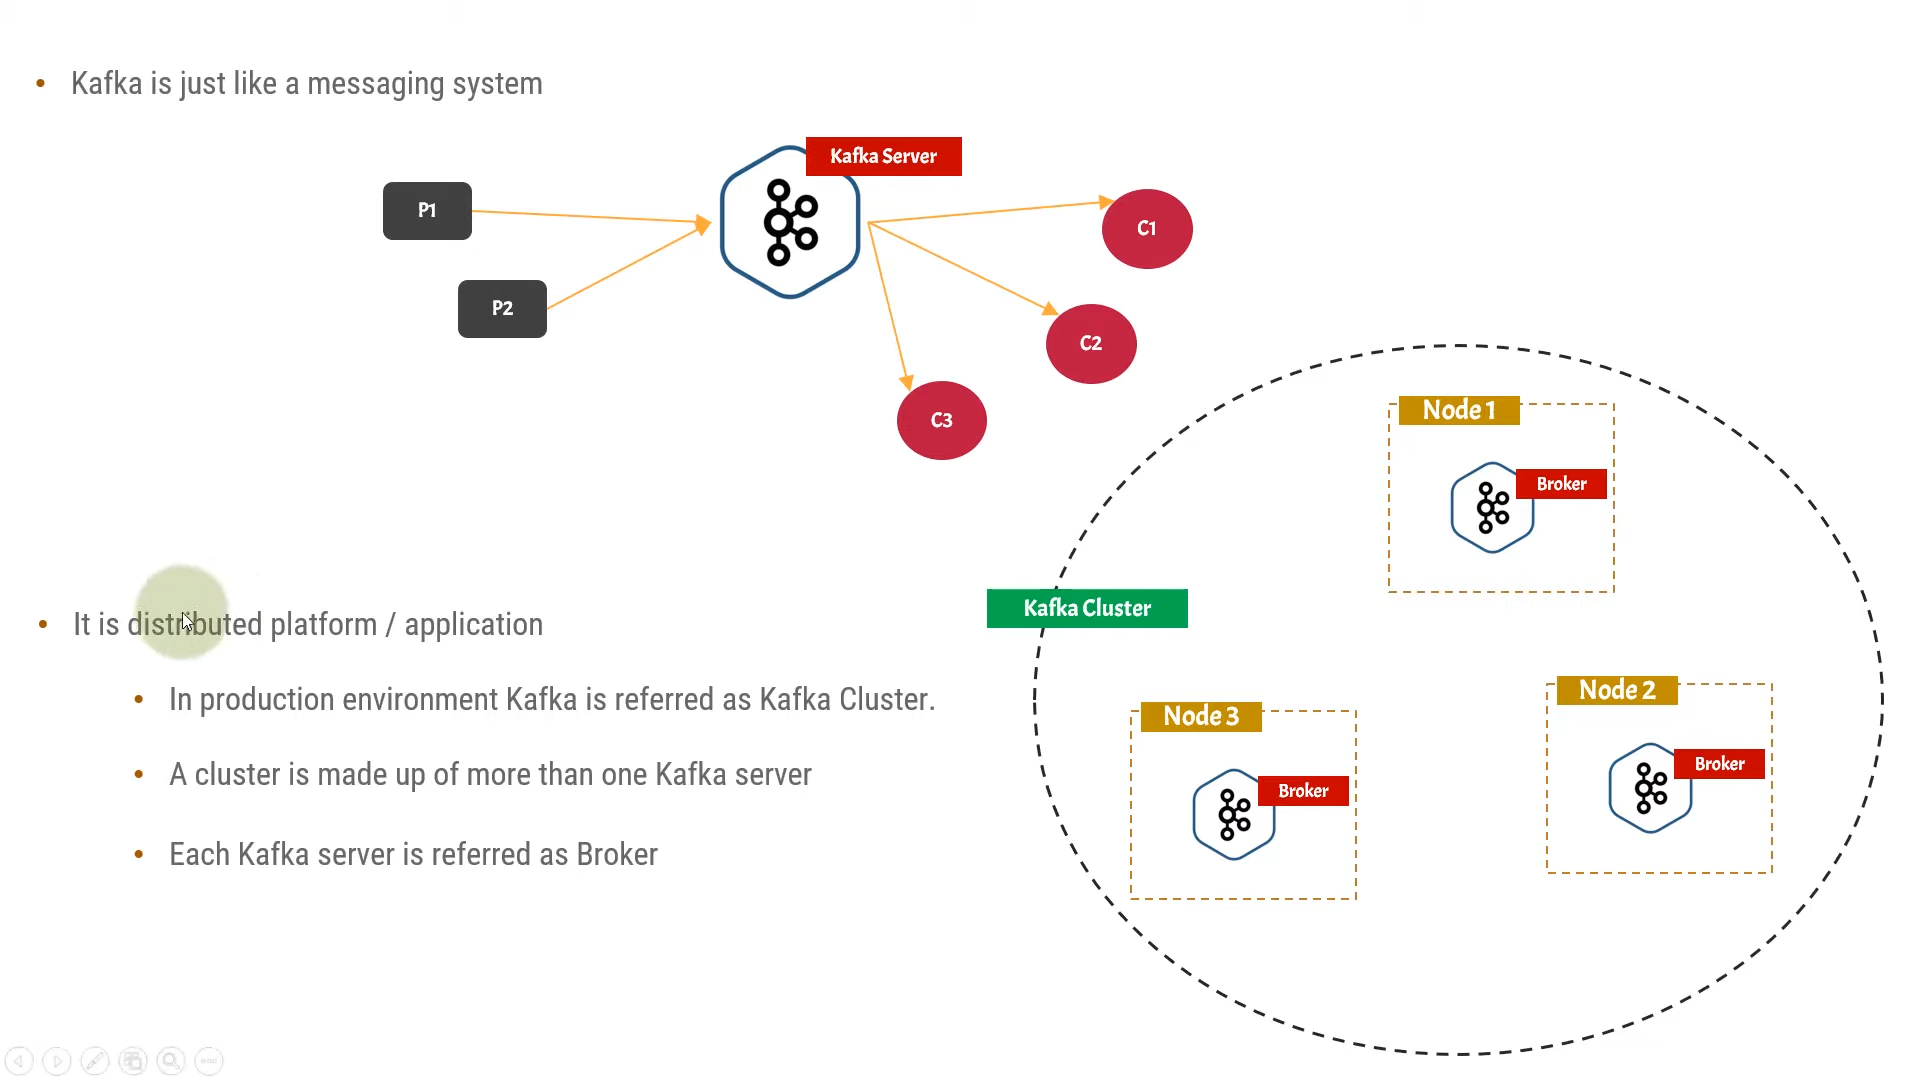 Kafka is just like a messaging system
Kafka Server
P1
C1
P2
C2
C3
Node 1
Broker
Kafka Cluster
It is distributed platform / application
In production environment Kafka is referred as Kafka Cluster.
Node 2
Node 3
Broker
A cluster is made up of more than one Kafka server
Broker
Each Kafka server is referred as Broker